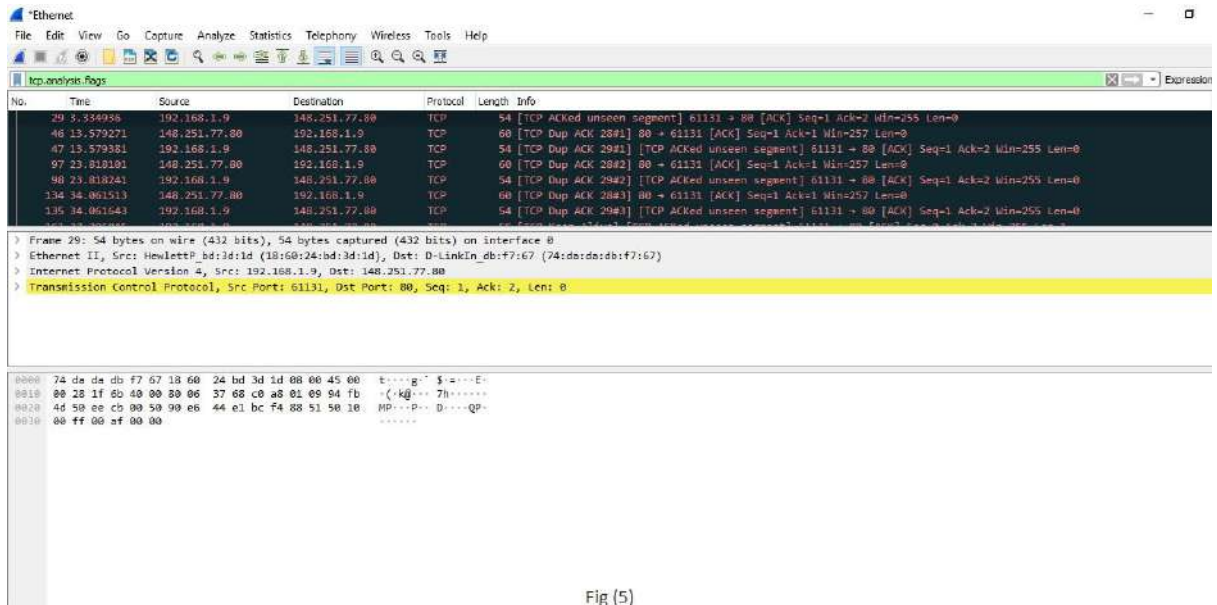 *Ethernet
File Edit View Go Capture Analyze Statistics Telephony Wireless Tools Help
tcp.analysis.flags
Expression
No. Time Source Destination Protocol Length Info
29 3.334936 192.168.1.9 148.251.77.80 TCP 54 [TCP ACKed unseen segment] 61131 → 80 [ACK] Seq=1 Ack=2 Win=255 Len=0
46 13.579271 148.251.77.80 192.168.1.9 TCP 60 [TCP Dup ACK 28#1] 80 → 61131 [ACK] Seq=1 Ack=1 Win=257 Len=0
47 13.579381 192.168.1.9 148.251.77.80 TCP 54 [TCP Dup ACK 29#1] [TCP ACKed unseen segment] 61131 → 80 [ACK] Seq=1 Ack=2 Win=255 Len=0
97 23.818101 148.251.77.80 192.168.1.9 TCP 60 [TCP Dup ACK 28#2] 80 → 61131 [ACK] Seq=1 Ack=1 Win=257 Len=0
98 23.818241 192.168.1.9 148.251.77.80 TCP 54 [TCP Dup ACK 29#2] [TCP ACKed unseen segment] 61131 → 80 [ACK] Seq=1 Ack=2 Win=255 Len=0
134 34.061513 148.251.77.80 192.168.1.9 TCP 60 [TCP Dup ACK 28#3] 80 → 61131 [ACK] Seq=1 Ack=1 Win=257 Len=0
135 34.061643 192.168.1.9 148.251.77.80 TCP 54 [TCP Dup ACK 29#3] [TCP ACKed unseen segment] 61131 → 80 [ACK] Seq=1 Ack=2 Win=255 Len=0
> Frame 29: 54 bytes on wire (432 bits), 54 bytes captured (432 bits) on interface 0
> Ethernet II, Src: HewlettP_bd:3d:1d (18:60:24:bd:3d:1d), Dst: D-LinkIn_db:f7:67 (74:da:da:db:f7:67)
> Internet Protocol Version 4, Src: 192.168.1.9, Dst: 148.251.77.80
> Transmission Control Protocol, Src Port: 61131, Dst Port: 80, Seq: 1, Ack: 2, Len: 0
0000 74 da da db f7 67 18 60 24 bd 3d 1d 08 00 45 00 t····g·` $·=···E·
0010 00 28 1f 6b 40 00 80 06 37 68 c0 a8 01 09 94 fb ·(·k@··· 7h······
0020 4d 50 ee cb 00 50 90 e6 44 e1 bc f4 88 51 50 10 MP···P·· D····QP·
0030 00 ff 00 af 00 00 ······
Fig (5)